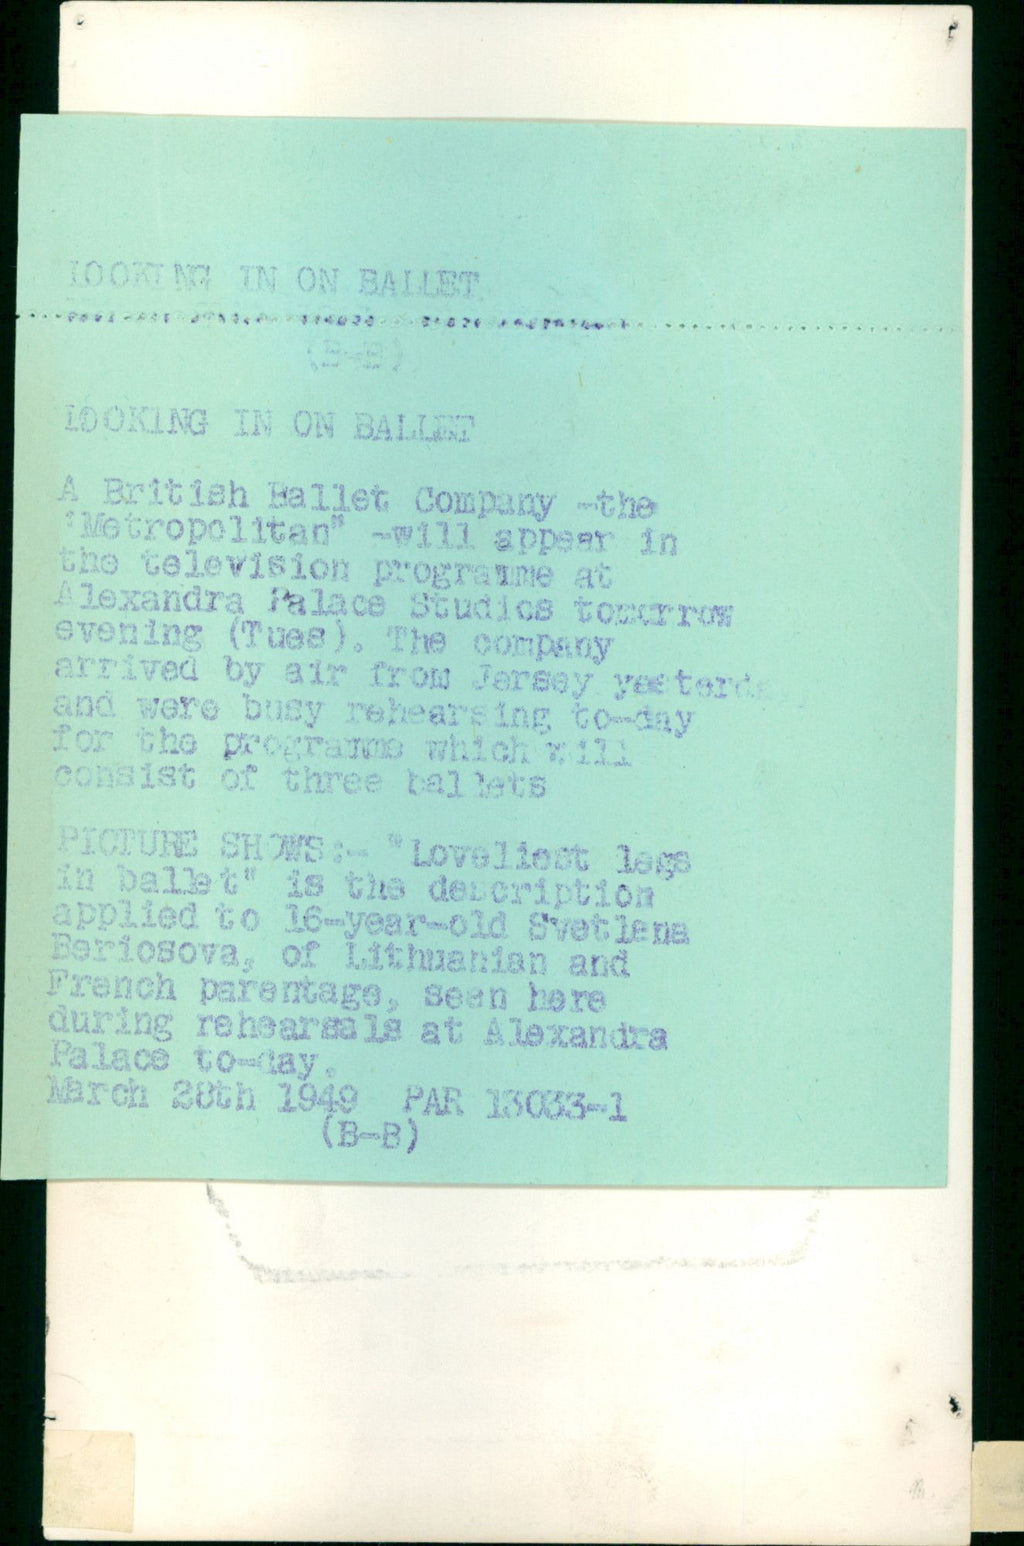 LOOKING IN ON BALLET
(B-B)
LOOKING IN ON BALLET
A British Ballet Company -the
"Metropolitan" -will appear in
the television programme at
Alexandra Palace Studios tomorrow
evening (Tues). The company
arrived by air from Jersey yesterda
and were busy rehearsing to-day
for the programme which will
consist of three ballets
PICTURE SHOWS:- "Loveliest legs
in ballet" is the description
applied to 16-year-old Svetlana
Beriosova, of Lithuanian and
French parentage, seen here
during rehearsals at Alexandra
Palace to-day.
March 28th 1949 PAR 13033-1
(B-B)